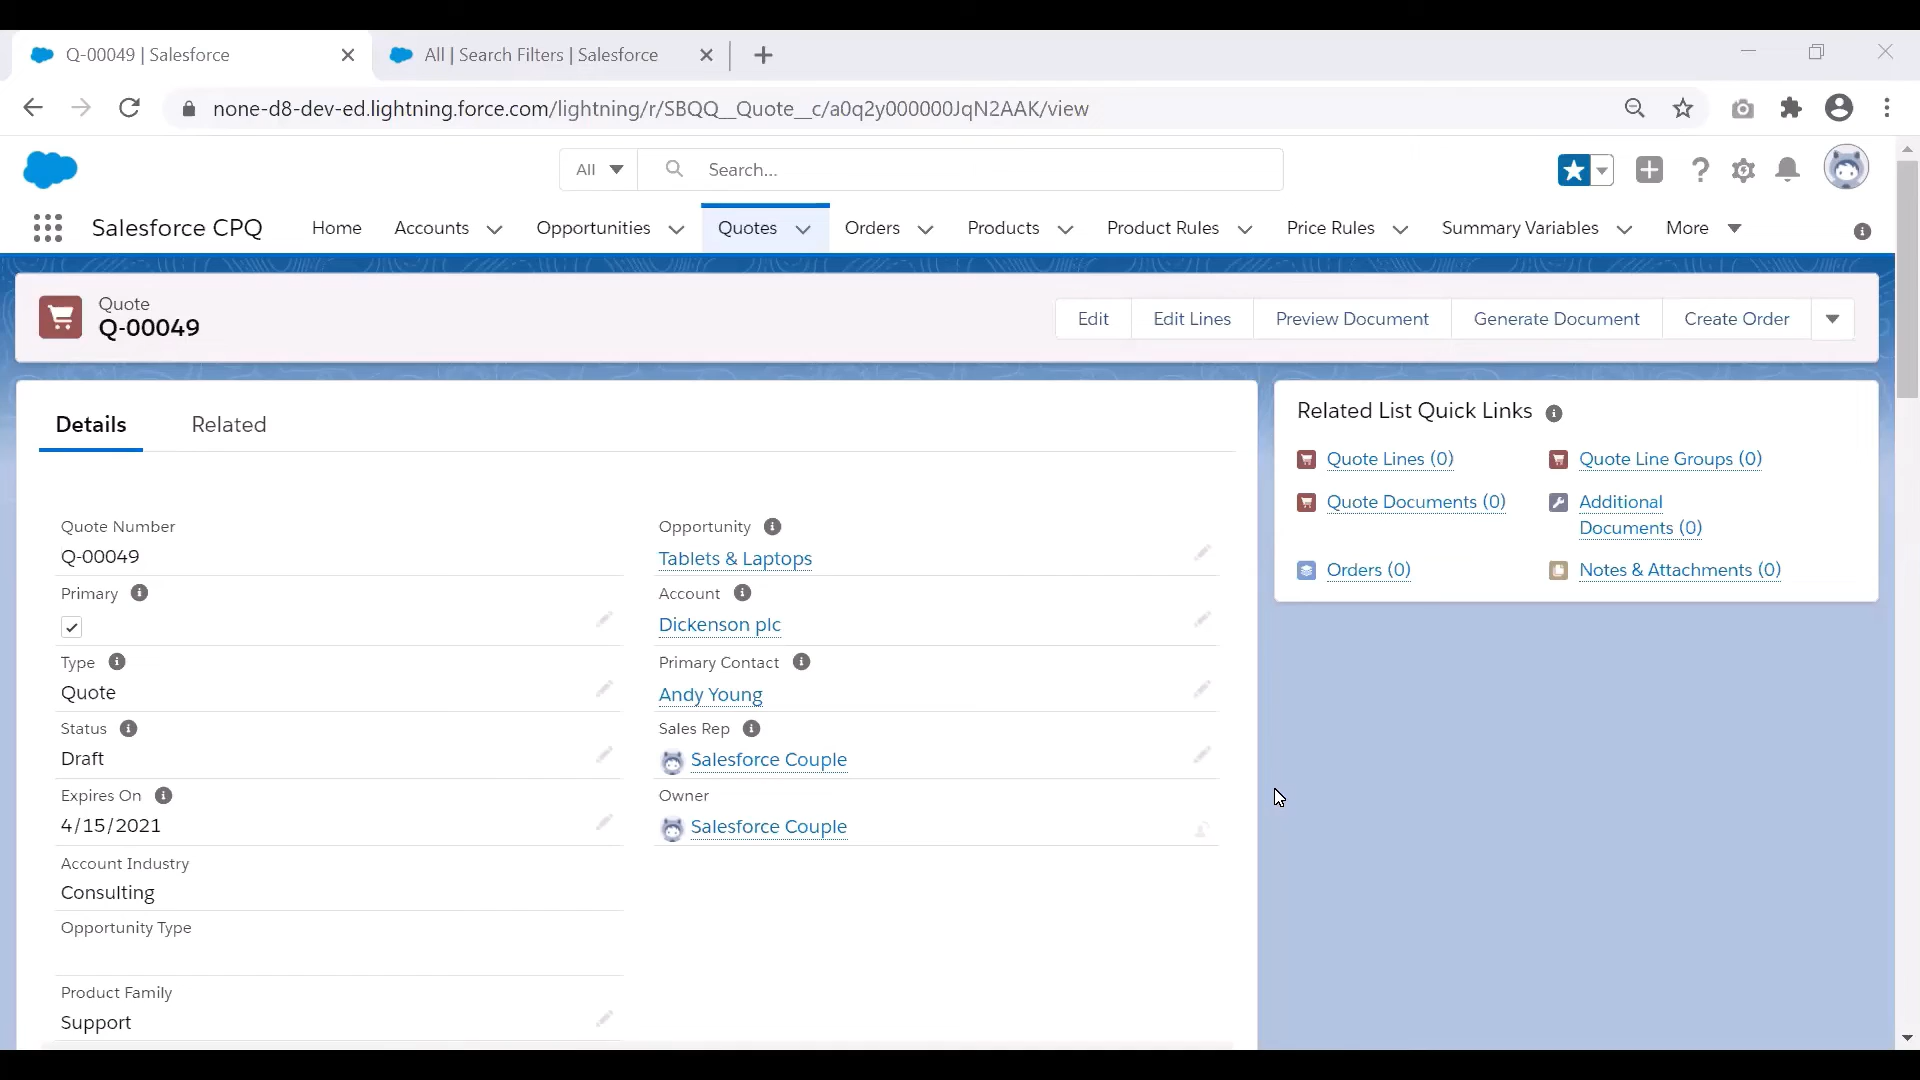 Q-00049 | Salesforce
All | Search Filters | Salesforce
none-d8-dev-ed.lightning.force.com/lightning/r/SBQQ__Quote__c/a0q2y000000JqN2AAK/view
All
Search...
Salesforce CPQ
Home
Accounts
Opportunities
Quotes
Orders
Products
Product Rules
Price Rules
Summary Variables
More
Quote
Q-00049
Edit
Edit Lines
Preview Document
Generate Document
Create Order
Details
Related
Quote Number
Q-00049
Primary
Type
Quote
Status
Draft
Expires On
4/15/2021
Account Industry
Consulting
Opportunity Type
Product Family
Support
Opportunity
Tablets & Laptops
Account
Dickenson plc
Primary Contact
Andy Young
Sales Rep
Salesforce Couple
Owner
Salesforce Couple
Related List Quick Links
Quote Lines (0)
Quote Line Groups (0)
Quote Documents (0)
Additional
Documents (0)
Orders (0)
Notes & Attachments (0)